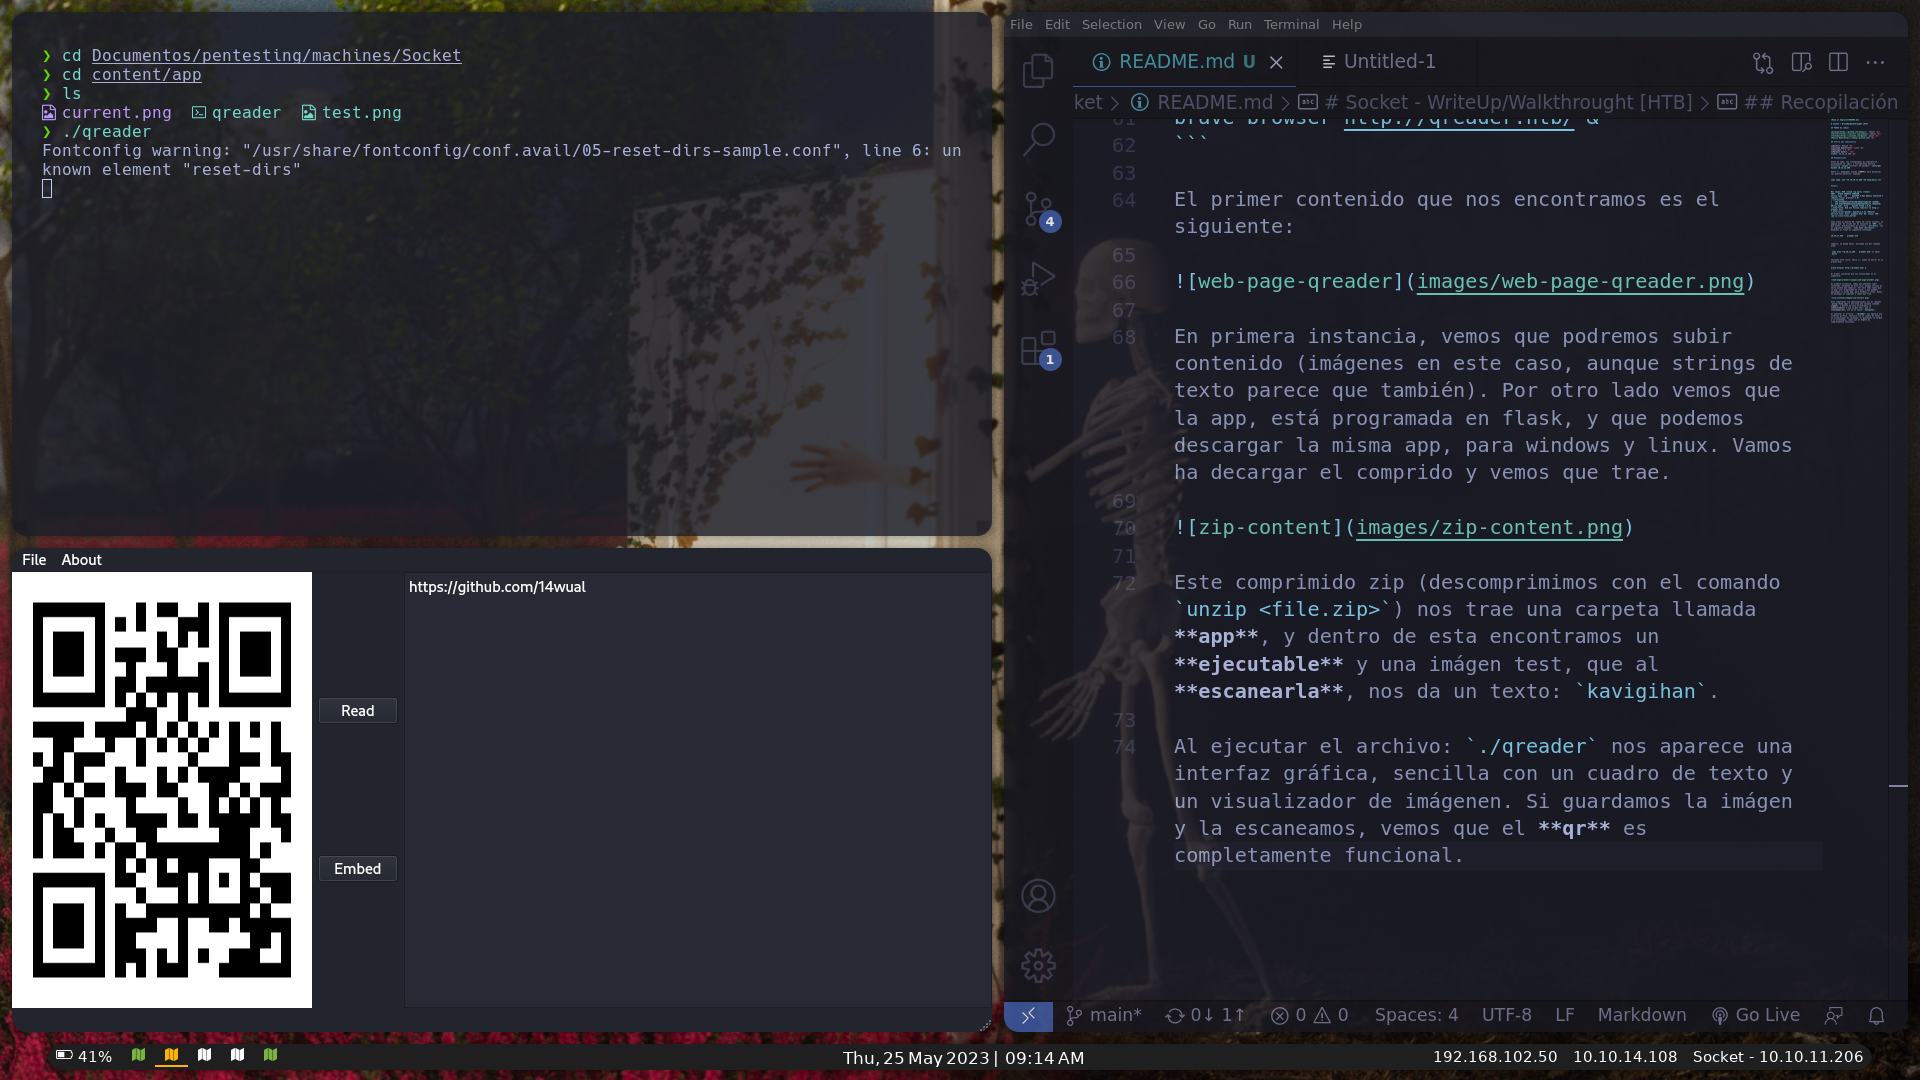 ❯ cd Documentos/pentesting/machines/Socket
❯ cd content/app
❯ ls
current.png qreader test.png
❯ ./qreader
Fontconfig warning: "/usr/share/fontconfig/conf.avail/05-reset-dirs-sample.conf", line 6: un
known element "reset-dirs"
File About
https://github.com/14wual
Read
Embed
File Edit Selection View Go Run Terminal Help
README.md U Untitled-1
ket > README.md > # Socket - WriteUp/Walkthrought [HTB] > ## Recopilación
61 brave browser http://qreader.htb/ &
62 ```
63
64 El primer contenido que nos encontramos es el
siguiente:
65
66 ![web-page-qreader](images/web-page-qreader.png)
67
68 En primera instancia, vemos que podremos subir
contenido (imágenes en este caso, aunque strings de
texto parece que también). Por otro lado vemos que
la app, está programada en flask, y que podemos
descargar la misma app, para windows y linux. Vamos
ha decargar el comprido y vemos que trae.
69
70 ![zip-content](images/zip-content.png)
71
72 Este comprimido zip (descomprimimos con el comando
`unzip <file.zip>`) nos trae una carpeta llamada
**app**, y dentro de esta encontramos un
**ejecutable** y una imágen test, que al
**escanearla**, nos da un texto: `kavigihan`.
73
74 Al ejecutar el archivo: `./qreader` nos aparece una
interfaz gráfica, sencilla con un cuadro de texto y
un visualizador de imágenen. Si guardamos la imágen
y la escaneamos, vemos que el **qr** es
completamente funcional.
4
1
main* 0↓ 1↑ 0 0 Spaces: 4 UTF-8 LF Markdown Go Live
41% Thu, 25 May 2023 | 09:14 AM 192.168.102.50 10.10.14.108 Socket - 10.10.11.206